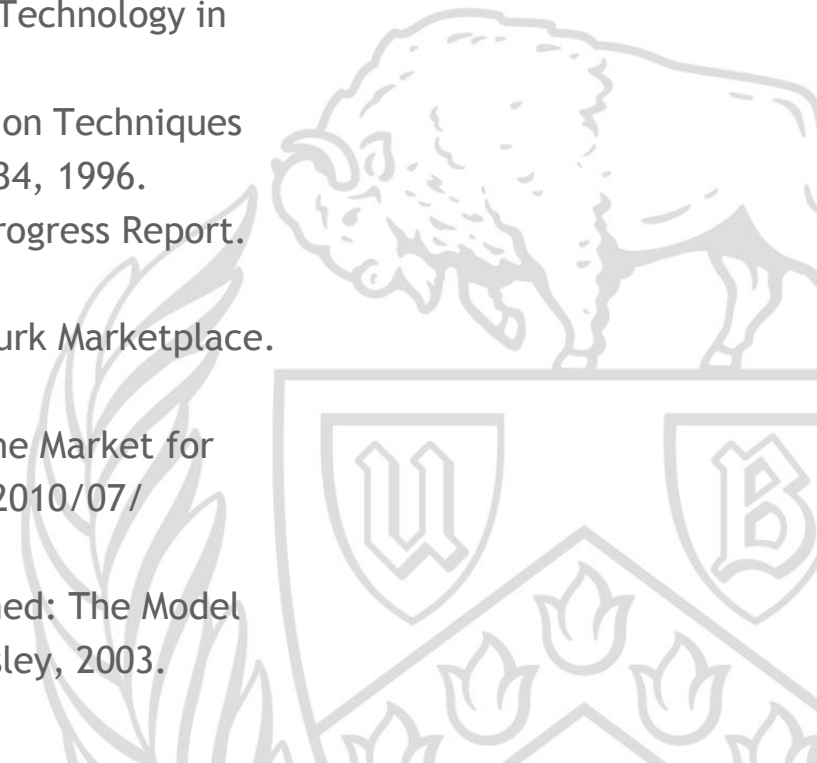 Technology in
on Techniques
34, 1996.
rogress Report.
urk Marketplace.
ne Market for
2010/07/
ned: The Model
sley, 2003.
U B